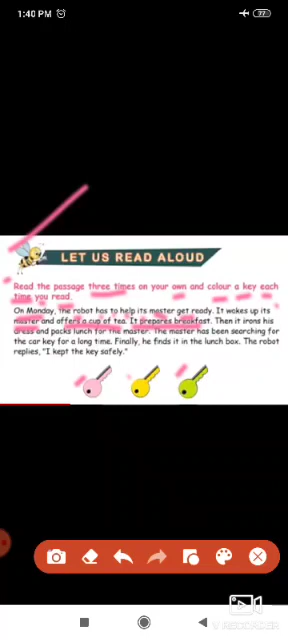 1:40 PM
77
LET US READ ALOUD
Read the passage three times on your own and colour a key each
time you read.
On Monday, the robot has to help its master get ready. It wakes up its
master and offers a cup of tea. It prepares breakfast. Then it irons his
dress and packs lunch for the master. The master has been searching for
the car key for a long time. Finally, he finds it in the lunch box. The robot
replies, "I kept the key safely."
V RECORDER